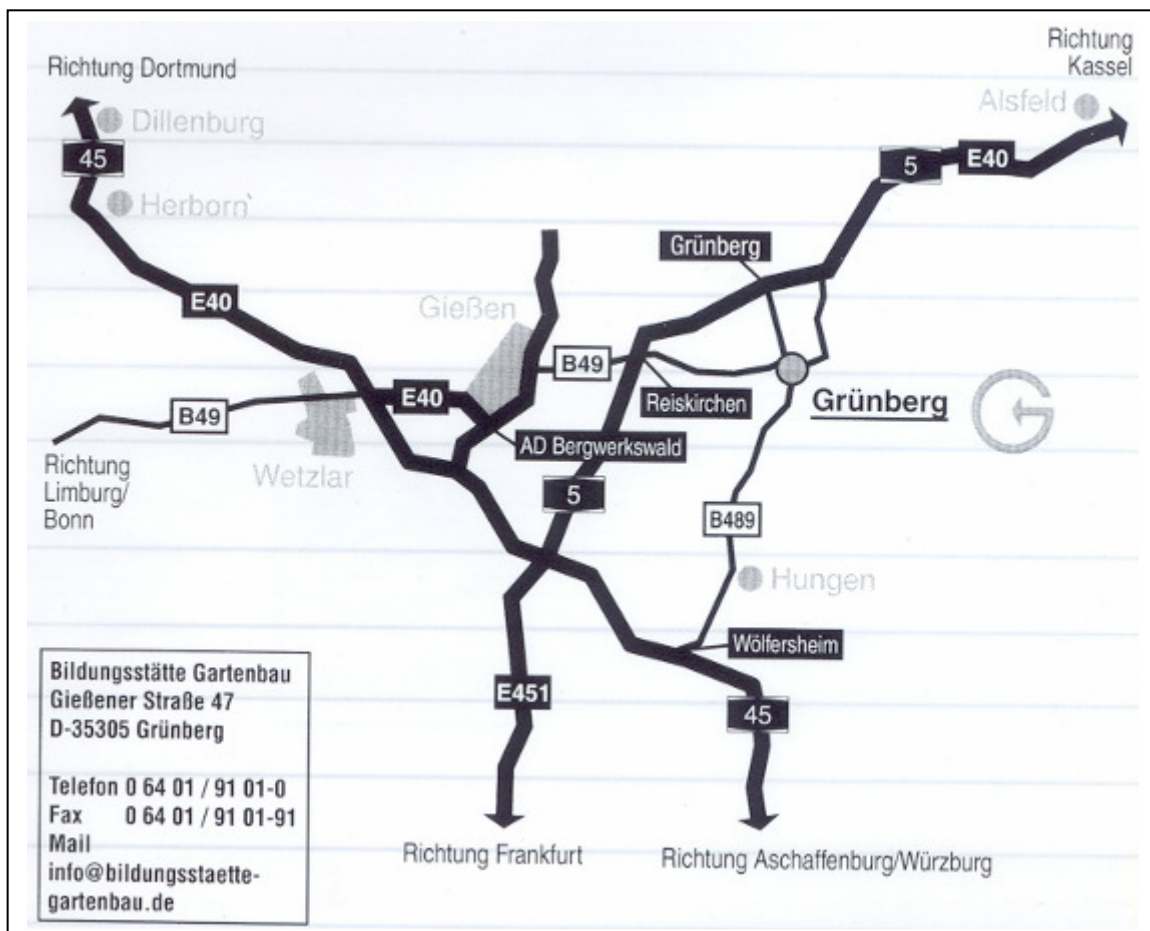 Richtung Dortmund
Richtung
Kassel
Alsfeld
Dillenburg
45
5
E40
Herborn
Grünberg
E40
Gießen
B49
E40
B49
Reiskirchen
Grünberg
G
AD Bergwerkswald
Richtung
Limburg/
Bonn
Wetzlar
5
B489
Hungen
Wölfersheim
E451
45
Bildungsstätte Gartenbau
Gießener Straße 47
D-35305 Grünberg
Telefon 0 64 01 / 91 01-0
Fax 0 64 01 / 91 01-91
Mail
info@bildungsstaette-
gartenbau.de
Richtung Frankfurt
Richtung Aschaffenburg/Würzburg